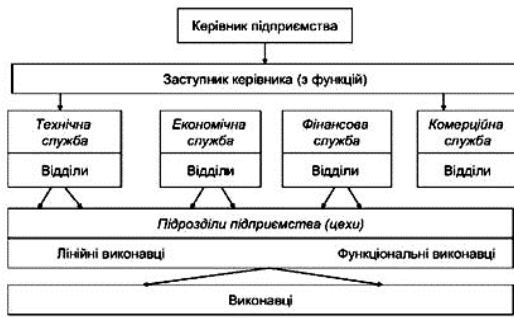 Керівник підприємства
Заступник керівника (з функцій)
Технічна
служба
Відділи
Економічна
служба
Відділи
Фінансова
служба
Відділи
Комерційна
служба
Відділи
Підрозділи підприємства (цехи)
Лінійні виконавці
Функціональні виконавці
Виконавці